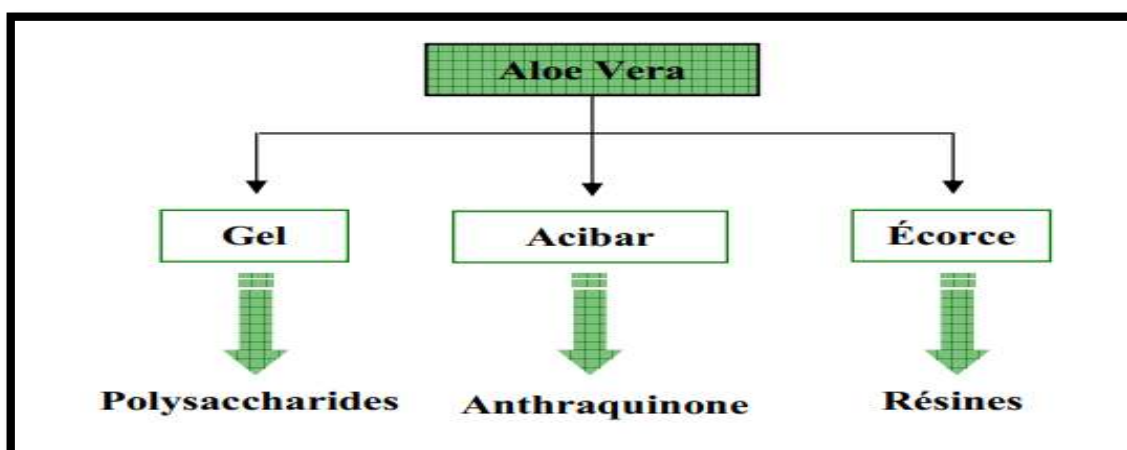 Aloe Vera
Gel
Acibar
Écorce
Polysaccharides
Anthraquinone
Résines